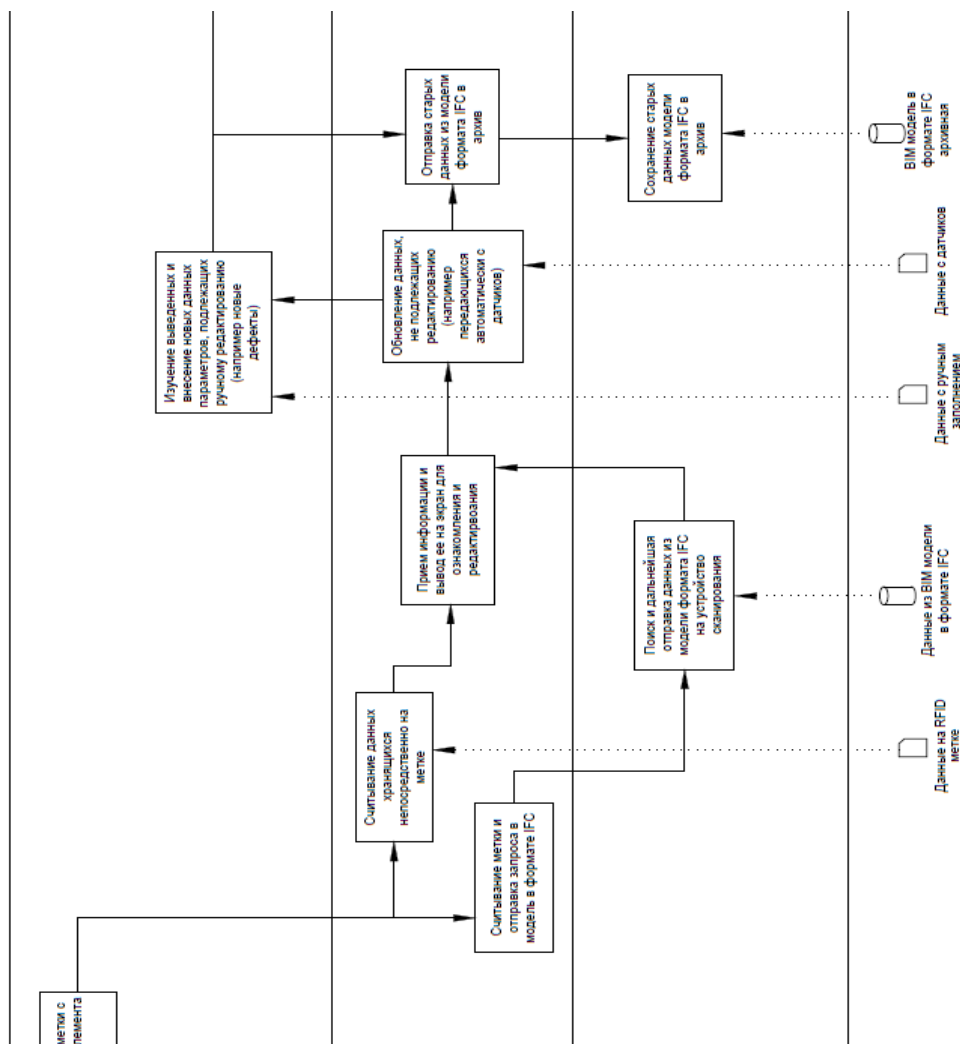 метки с
лемента
Считывание данных
хранящихся
непосредственно на
метке
Считывание метки и
отправка запроса в
модель в формате IFC
Прием информации и
вывод ее на экран для
ознакомления и
редактирвоания
Поиск и дальнейшая
отправка данных из
модели формата IFC
на устройство
сканирования
Изучение выведенных и
внесение новых данных
параметров, подлежащих
ручному редактированию
(например новые
дефекты)
Обновление данных,
не подлежащих
редактированию
(например
передающихся
автоматически с
датчиков)
Отправка старых
данных из модели
формата IFC в
архив
Сохранение старых
данных модели
формата IFC в
архив
Данные на RFID
метке
Данные из BIM модели
в формате IFC
Данные с ручным
заполнением
Данные с датчиков
BIM модель в
формате IFC
архивная